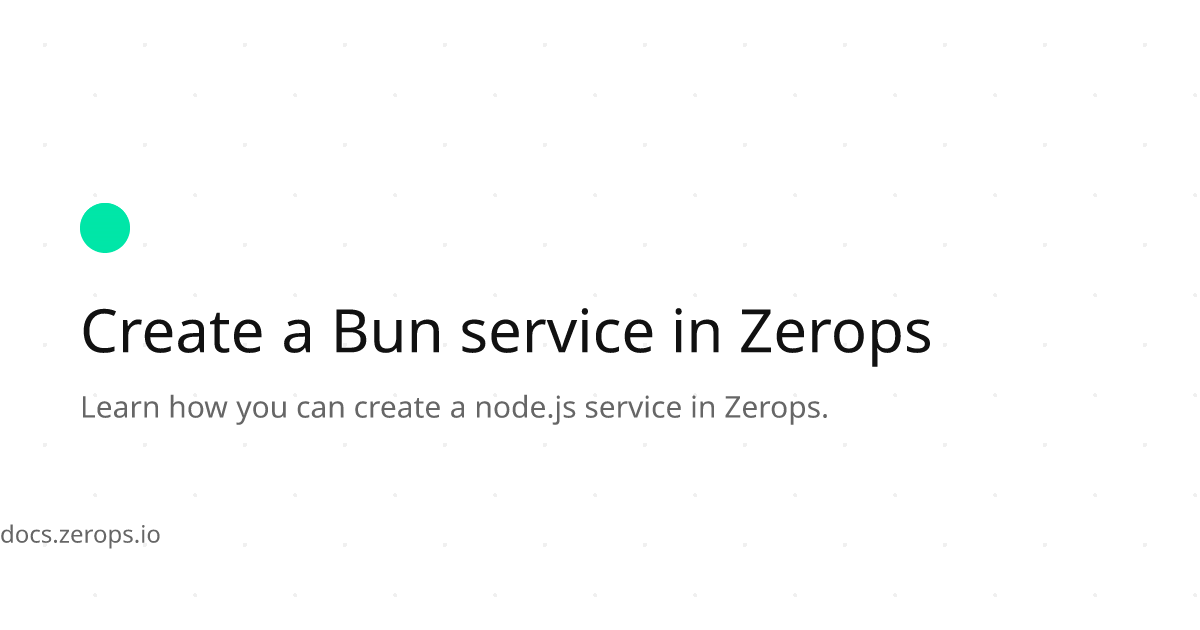 Create a Bun service in Zerops
Learn how you can create a node.js service in Zerops.
docs.zerops.io